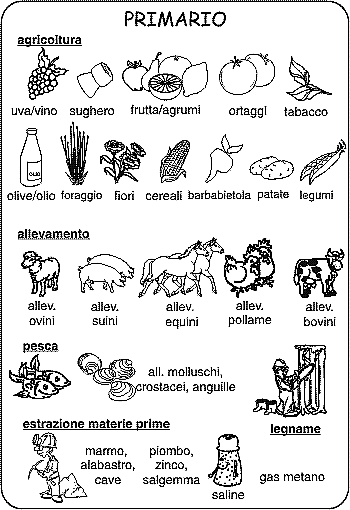 PRIMARIO
agricoltura
uva/vino sughero frutta/agrumi ortaggi tabacco
OLIO
olive/olio foraggio fiori cereali barbabietola patate legumi
allevamento
allev. ovini
allev. suini
allev. equini
allev. pollame
allev. bovini
pesca
all. molluschi,
crostacei, anguille
estrazione materie prime
legname
marmo,
alabastro,
cave
piombo,
zinco,
salgemma
saline
gas metano